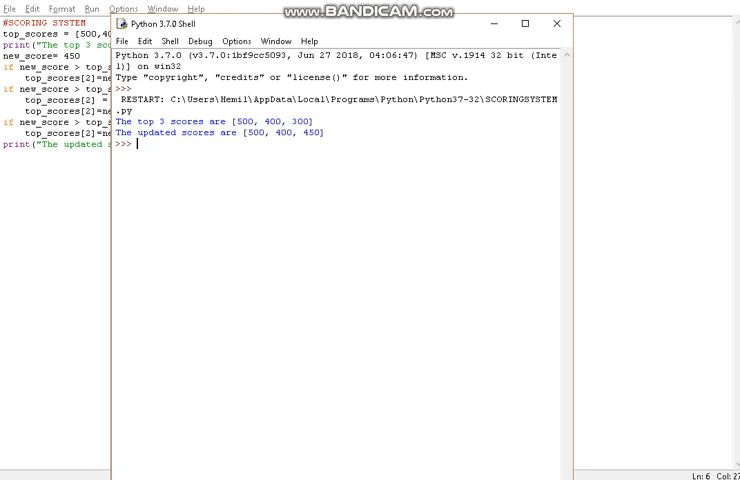 www.BANDICAM.com
File Edit Format Run Options Window Help
#SCORING SYSTEM
top_scores = [500,40
print("The top 3 sco
new_score= 450
if new_score > top_s
top_scores[2]=ne
if new_score > top_s
top_scores[2] =
top_scores[2]=ne
if new_score > top_s
top_scores[2]=ne
print("The updated s
Python 3.7.0 Shell
File Edit Shell Debug Options Window Help
Python 3.7.0 (v3.7.0:1bf9cc5093, Jun 27 2018, 04:06:47) [MSC v.1914 32 bit (Inte
l)] on win32
Type "copyright", "credits" or "license()" for more information.
>>>
RESTART: C:\Users\Hemil\AppData\Local\Programs\Python\Python37-32\SCORINGSYSTEM
.py
The top 3 scores are [500, 400, 300]
The updated scores are [500, 400, 450]
>>>
Ln: 6 Col: 27